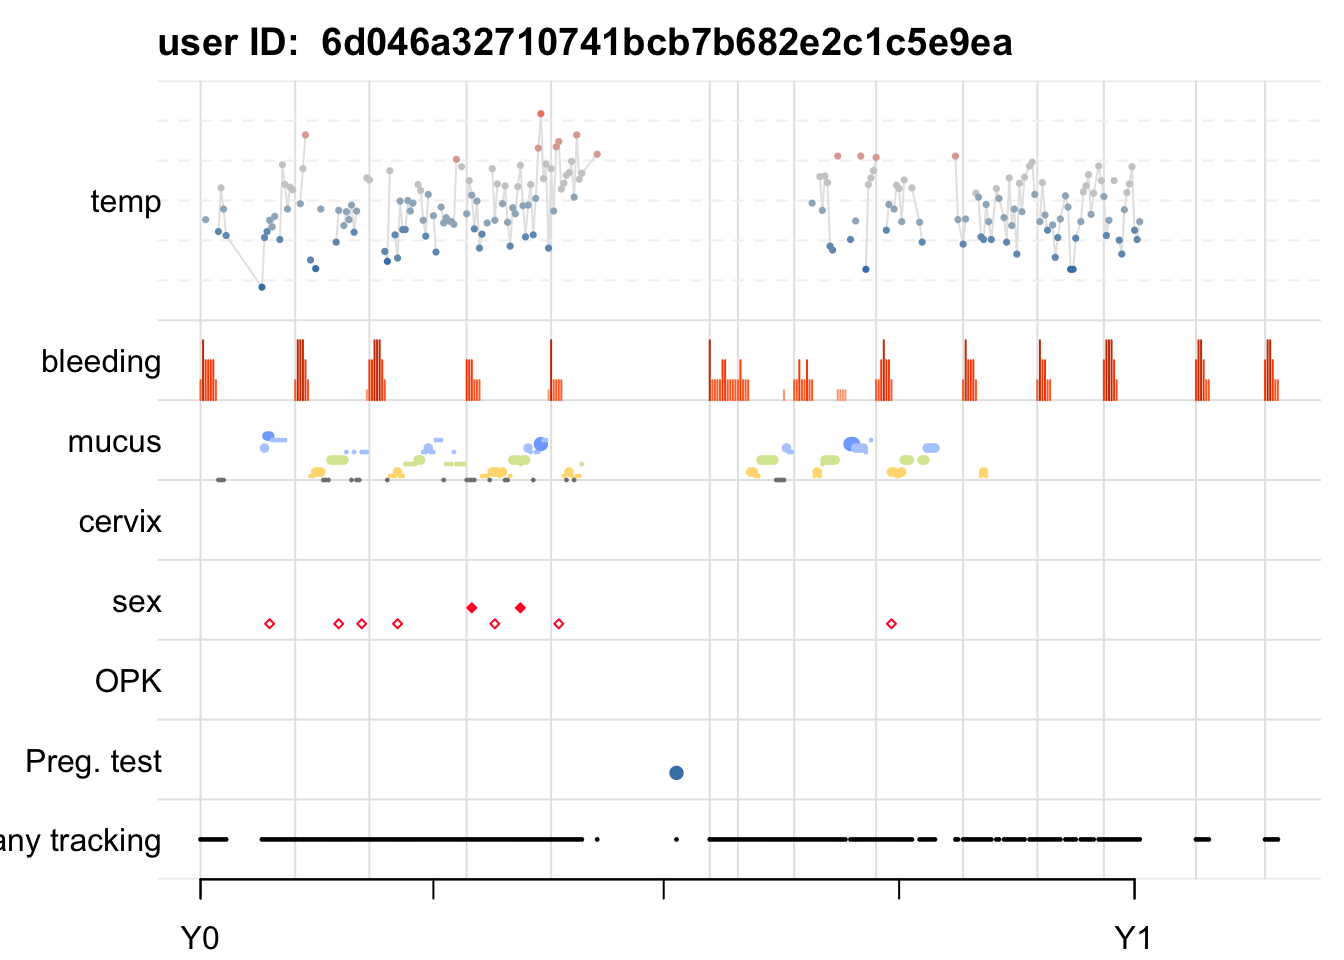 user ID:  6d046a32710741bcb7b682e2c1c5e9ea
temp
bleeding
mucus
cervix
sex
OPK
Preg. test
any tracking
Y0 Y1